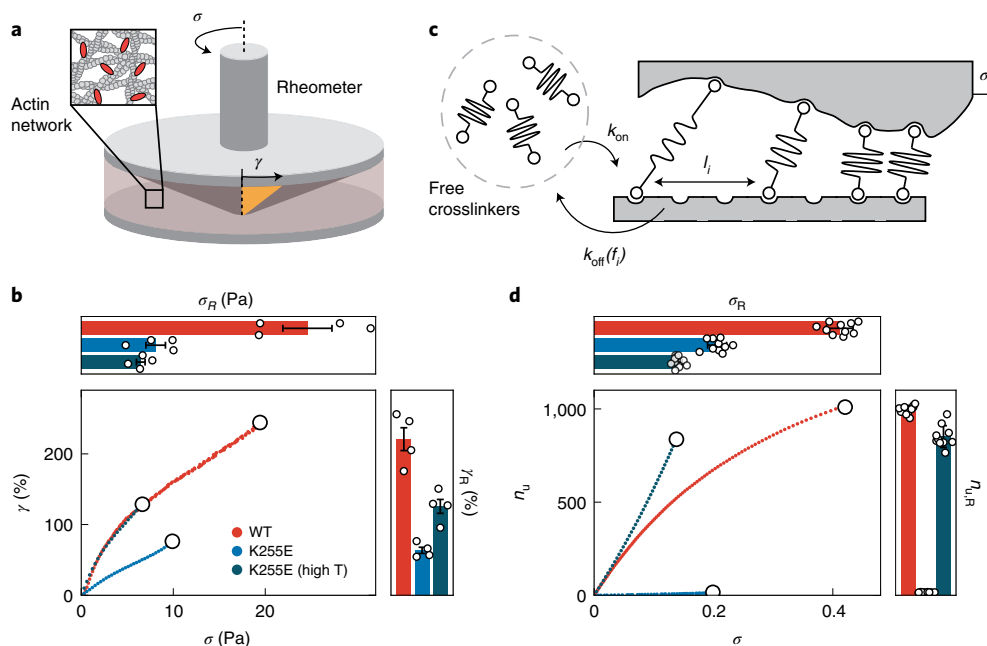 a
σ
Rheometer
Actin
network
γ
c
σ
k_on
l_i
Free
crosslinkers
k_off(f_i)
b
σ_R (Pa)
γ (%)
200
100
0
WT
K255E
K255E (high T)
0
10
20
σ (Pa)
γ_R (%)
d
σ_R
n_u
1,000
500
0
0
0.2
0.4
σ
n_u,R